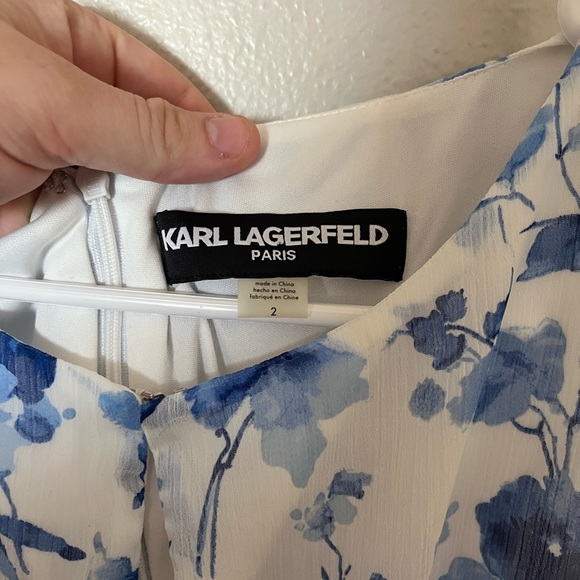 KARL LAGERFELD
PARIS
made in China
hecho en China
fabriqué en Chine
2